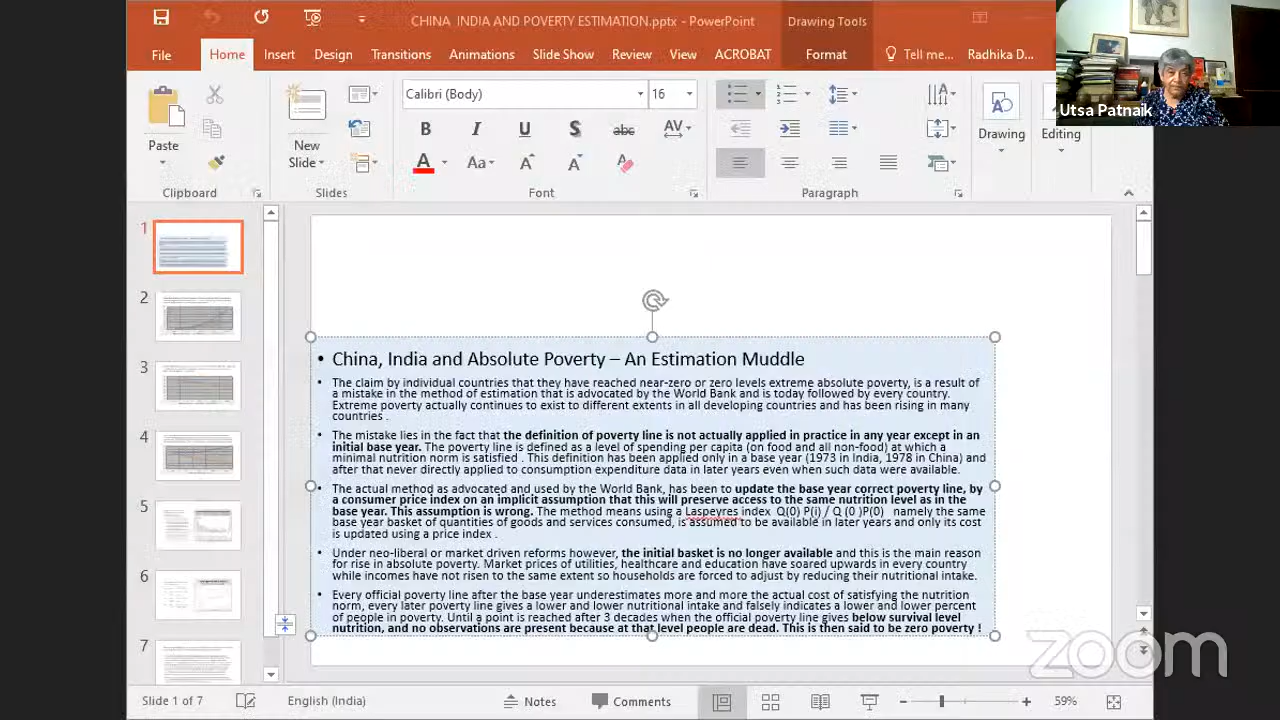 CHINA INDIA AND POVERTY ESTIMATION.pptx - PowerPoint
Drawing Tools
File
Home
Insert
Design
Transitions
Animations
Slide Show
Review
View
ACROBAT
Format
Tell me...
Radhika D...
Utsa Patnaik
Paste
New
Slide
Calibri (Body)
16
B I U S abc AV
A Aa A A
Drawing
Editing
Clipboard
Slides
Font
Paragraph
1
2
3
4
5
6
7
• China, India and Absolute Poverty – An Estimation Muddle
• The claim by individual countries that they have reached near-zero or zero levels extreme absolute poverty, is a result of
a mistake in the method of estimation that is advocated by the World Bank and is today followed by every country.
Extreme poverty actually continues to exist to different extents in all developing countries and has been rising in many
countries .
• The mistake lies in the fact that the definition of poverty line is not actually applied in practice in any year except in an
initial base year. The poverty line is defined as a level of spending per capita (on food and all non-food) at which a
minimal nutrition norm is satisfied . This definition has been applied only in a base year (1973 in India, 1978 in China) and
after that never directly applied to consumption expenditure data in later years even when such data were available.
• The actual method as advocated and used by the World Bank, has been to update the base year correct poverty line, by
a consumer price index on an implicit assumption that this will preserve access to the same nutrition level as in the
base year. This assumption is wrong. The method means using a Laspeyres index Q(0) P(i) / Q (0 )P(0) namely the same
base year basket of quantities of goods and services consumed, is assumed to be available in later years and only its cost
is updated using a price index .
• Under neo-liberal or market driven reforms however, the initial basket is no longer available and this is the main reason
for rise in absolute poverty. Market prices of utilities, healthcare and education have soared upwards in every country
while incomes have not risen to the same extent so households are forced to adjust by reducing their nutritional intake.
• Every official poverty line after the base year underestimates more and more the actual cost of satisfying the nutrition
norm, every later poverty line gives a lower and lower nutritional intake and falsely indicates a lower and lower percent
of people in poverty. Until a point is reached after 3 decades when the official poverty line gives below survival level
nutrition, and no observations are present because at that level people are dead. This is then said to be zero poverty !
zoom
Slide 1 of 7
English (India)
Notes
Comments
59%